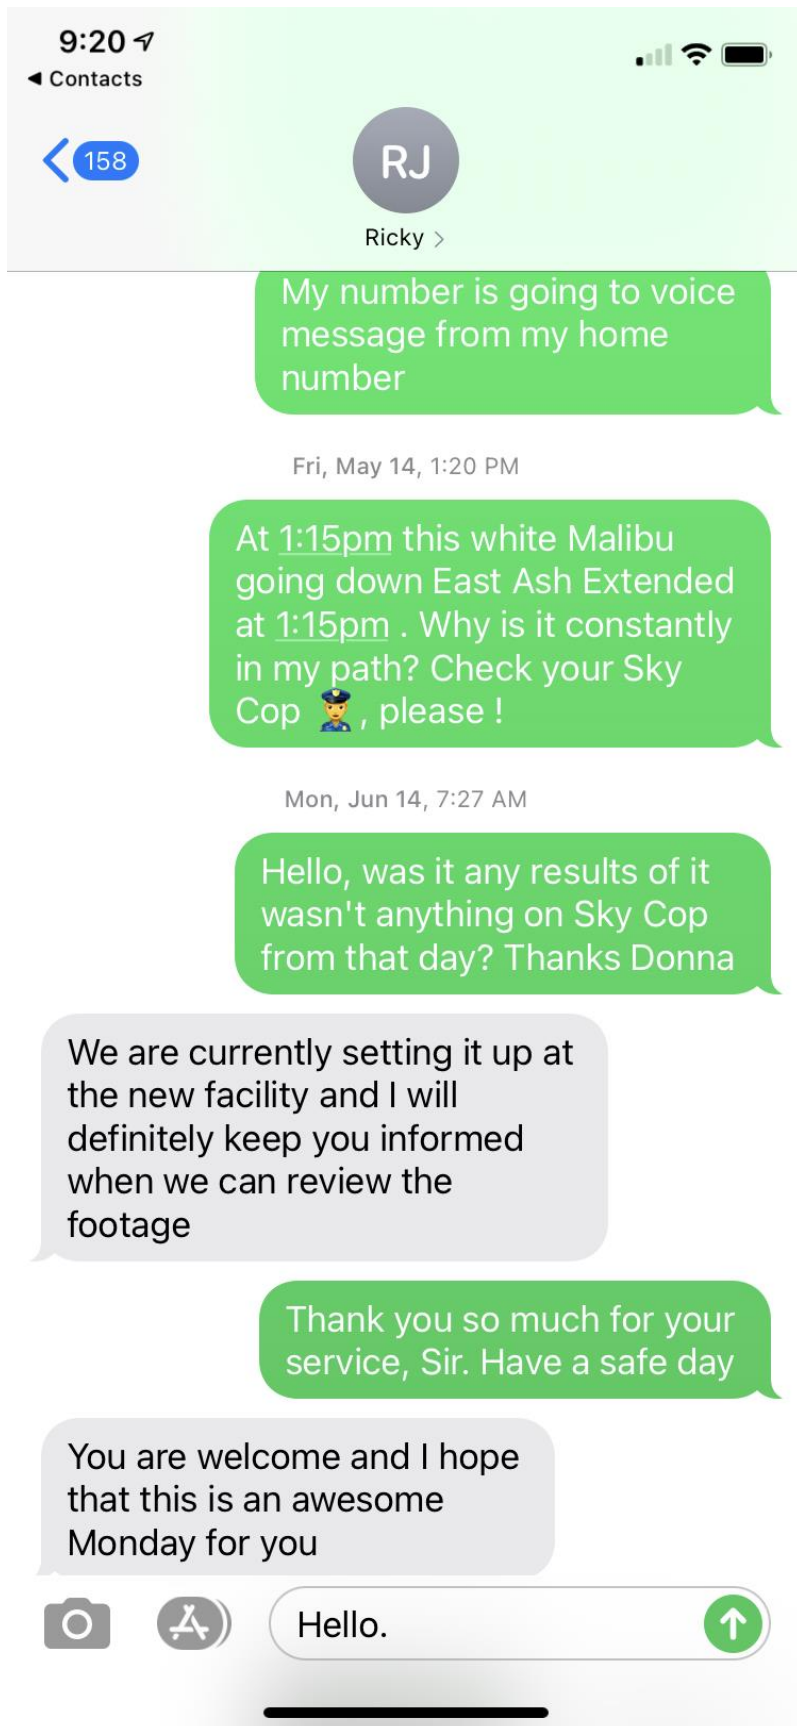 9:20
◀ Contacts
158
RJ
Ricky >
My number is going to voice
message from my home
number
Fri, May 14, 1:20 PM
At 1:15pm this white Malibu
going down East Ash Extended
at 1:15pm . Why is it constantly
in my path? Check your Sky
Cop 👮, please !
Mon, Jun 14, 7:27 AM
Hello, was it any results of it
wasn't anything on Sky Cop
from that day? Thanks Donna
We are currently setting it up at
the new facility and I will
definitely keep you informed
when we can review the
footage
Thank you so much for your
service, Sir. Have a safe day
You are welcome and I hope
that this is an awesome
Monday for you
Hello.